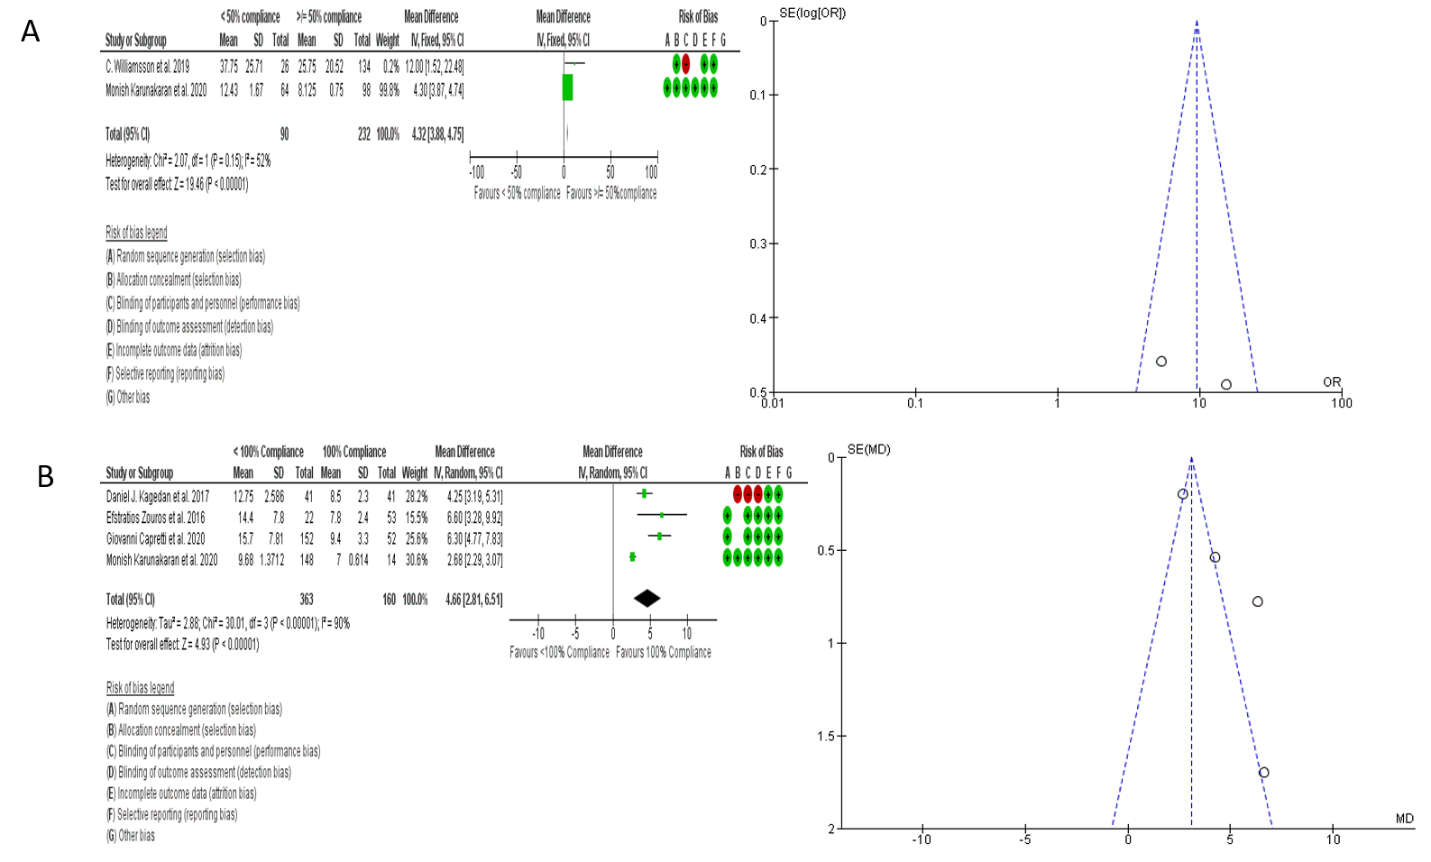 A
< 50% compliance >/= 50% compliance Mean Difference Mean Difference Risk of Bias
Study or Subgroup Mean SD Total Mean SD Total Weight IV, Fixed, 95% CI IV, Fixed, 95% CI A B C D E F G
C. Williamsson et al. 2019 37.75 25.71 26 25.75 20.52 134 0.2% 12.00 [1.52, 22.48]
Monish Karunakaran et al. 2020 12.43 1.67 64 8.125 0.75 98 99.8% 4.30 [3.87, 4.74]
Total (95% CI) 90 232 100.0% 4.32 [3.88, 4.75]
Heterogeneity: Chi² = 2.07, df = 1 (P = 0.15); I² = 52%
Test for overall effect: Z = 19.46 (P < 0.00001)
-100 -50 0 50 100
Favours < 50% compliance Favours >/= 50%compliance
Risk of bias legend
(A) Random sequence generation (selection bias)
(B) Allocation concealment (selection bias)
(C) Blinding of participants and personnel (performance bias)
(D) Blinding of outcome assessment (detection bias)
(E) Incomplete outcome data (attrition bias)
(F) Selective reporting (reporting bias)
(G) Other bias
SE(log[OR])
0
0.1
0.2
0.3
0.4
0.5
OR
0.01 0.1 1 10 100
B
< 100% Compliance 100% Compliance Mean Difference Mean Difference Risk of Bias
Study or Subgroup Mean SD Total Mean SD Total Weight IV, Random, 95% CI IV, Random, 95% CI A B C D E F G
Daniel J. Kagedan et al. 2017 12.75 2.586 41 8.5 2.3 41 28.2% 4.25 [3.19, 5.31]
Efstratios Zouros et al. 2016 14.4 7.8 22 7.8 2.4 53 15.5% 6.60 [3.28, 9.92]
Giovanni Capretti et al. 2020 15.7 7.81 152 9.4 3.3 52 25.6% 6.30 [4.77, 7.83]
Monish Karunakaran et al. 2020 9.68 1.3712 148 7 0.614 14 30.6% 2.68 [2.29, 3.07]
Total (95% CI) 363 160 100.0% 4.66 [2.81, 6.51]
Heterogeneity: Tau² = 2.88; Chi² = 30.01, df = 3 (P < 0.00001); I² = 90%
Test for overall effect: Z = 4.93 (P < 0.00001)
-10 -5 0 5 10
Favours <100% Compliance Favours 100% Compliance
Risk of bias legend
(A) Random sequence generation (selection bias)
(B) Allocation concealment (selection bias)
(C) Blinding of participants and personnel (performance bias)
(D) Blinding of outcome assessment (detection bias)
(E) Incomplete outcome data (attrition bias)
(F) Selective reporting (reporting bias)
(G) Other bias
SE(MD)
0
0.5
1
1.5
2
MD
-10 -5 0 5 10